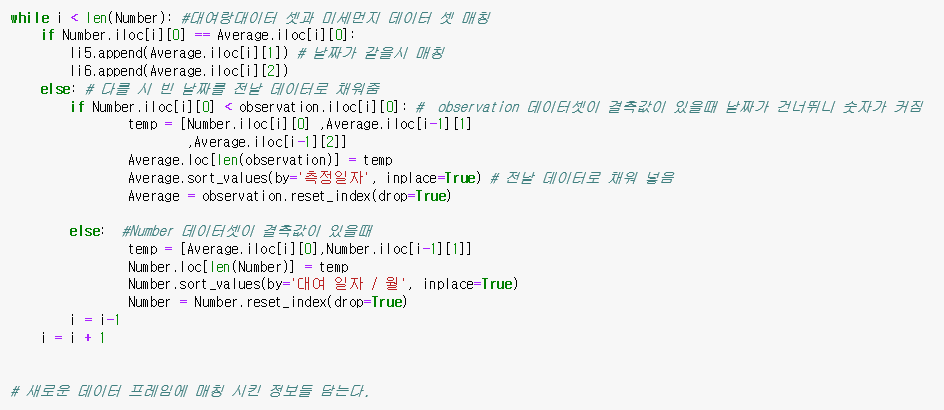 while i < len(Number): #대여량대이터 셋과 미세먼지 데이터 셋 매칭
    if Number.iloc[i][0] == Average.iloc[i][0]:
        li5.append(Average.iloc[i][1]) # 날짜가 같을시 매칭
        li6.append(Average.iloc[i][2])
    else: # 다를 시 빈 날짜를 전날 데이터로 채워줌
        if Number.iloc[i][0] < observation.iloc[i][0]: #  observation 데이터셋이 결측값이 있을때 날짜가 건너뛰니 숫자가 커짐
                temp = [Number.iloc[i][0] ,Average.iloc[i-1][1]
                        ,Average.iloc[i-1][2]]
                Average.loc[len(observation)] = temp
                Average.sort_values(by='측정일자', inplace=True) # 전날 데이터로 채워 넣음
                Average = observation.reset_index(drop=True)
        else:  #Number 데이터셋이 결측값이 있을때
                temp = [Average.iloc[i][0],Number.iloc[i-1][1]]
                Number.loc[len(Number)] = temp
                Number.sort_values(by='대여 일자 / 월', inplace=True)
                Number = Number.reset_index(drop=True)
        i = i-1
    i = i + 1
# 새로운 데이터 프레임에 매칭 시킨 정보들 담는다.